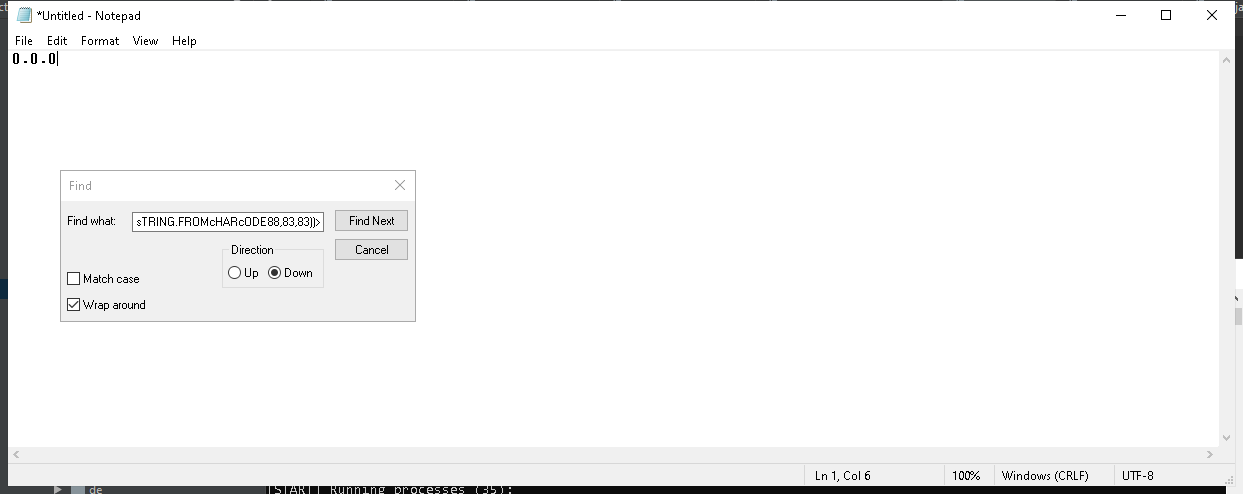 *Untitled - Notepad
File Edit Format View Help
0.0.0
Find
Find what: sTRING.FROMcHARcODE88,83,83))> Find Next
Direction Cancel
Up Down
Match case
Wrap around
Ln 1, Col 6 100% Windows (CRLF) UTF-8
de [START] Running processes (35):